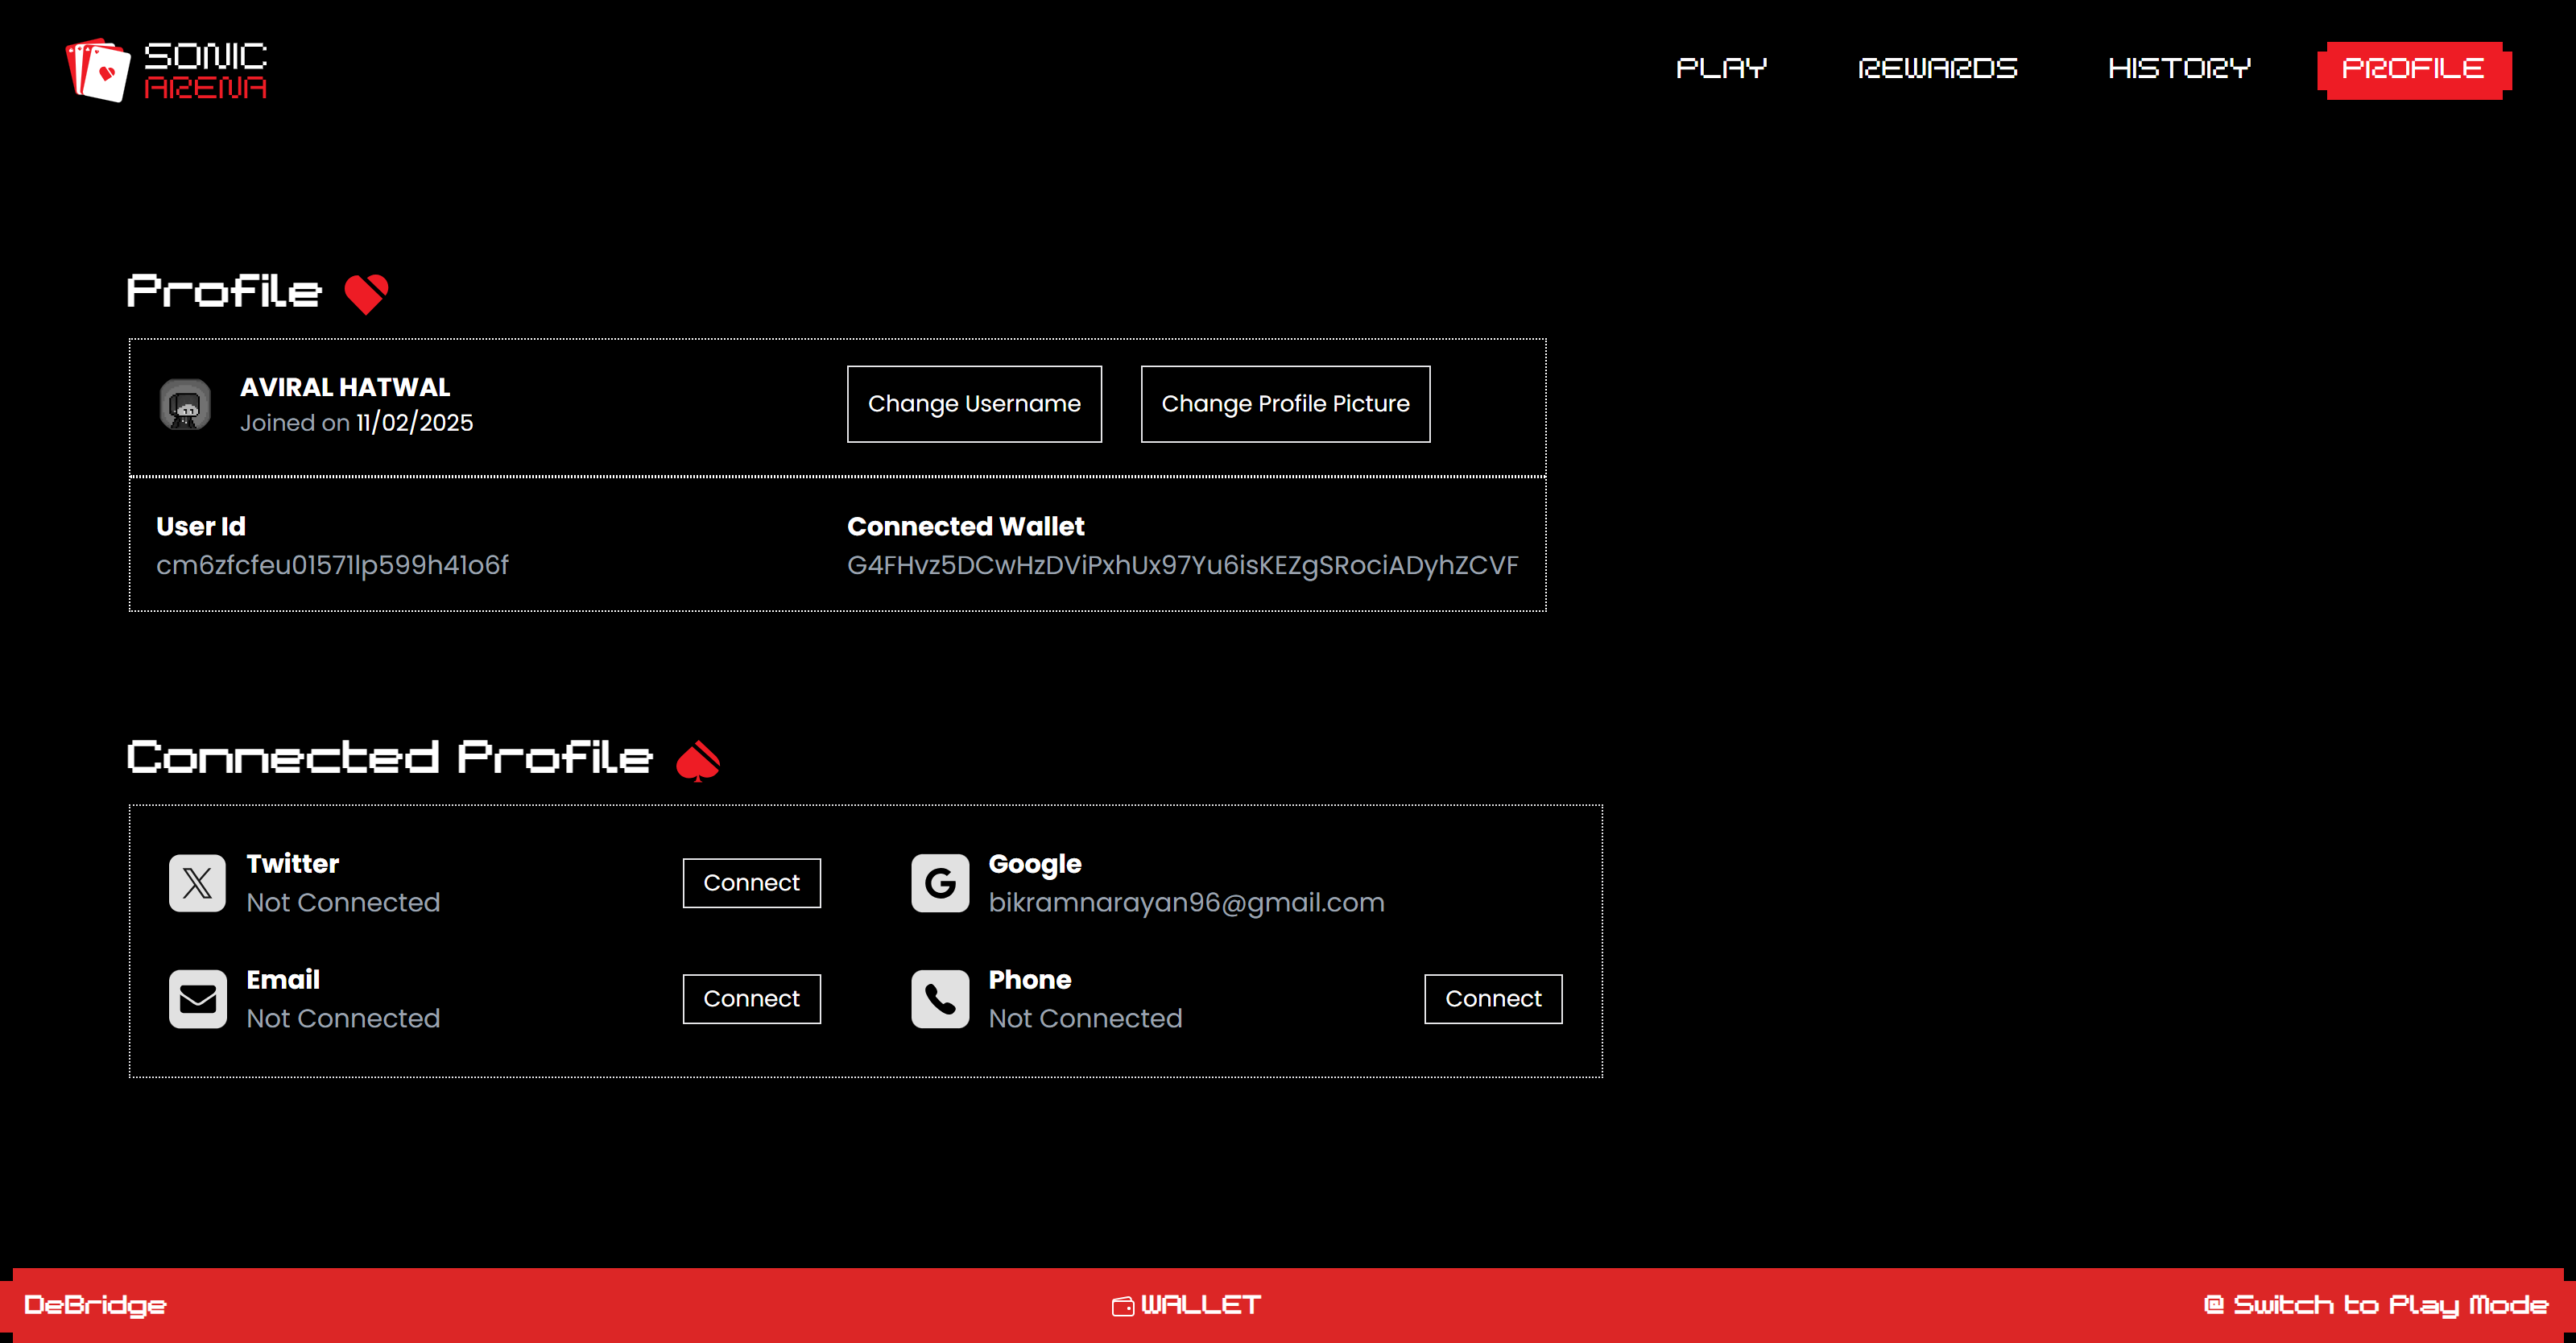 SONIC
ARENA
PLAY
REWARDS
HISTORY
PROFILE
Profile
AVIRAL HATWAL
Joined on 11/02/2025
Change Username
Change Profile Picture
User Id
cm6zfcfeu01571lp599h41o6f
Connected Wallet
G4FHvz5DCwHzDViPxhUx97Yu6isKEZgSRociADyhZCVF
Connected Profile
Twitter
Not Connected
Connect
Google
bikramnarayan96@gmail.com
Email
Not Connected
Connect
Phone
Not Connected
Connect
DeBridge
WALLET
@ Switch to Play Mode